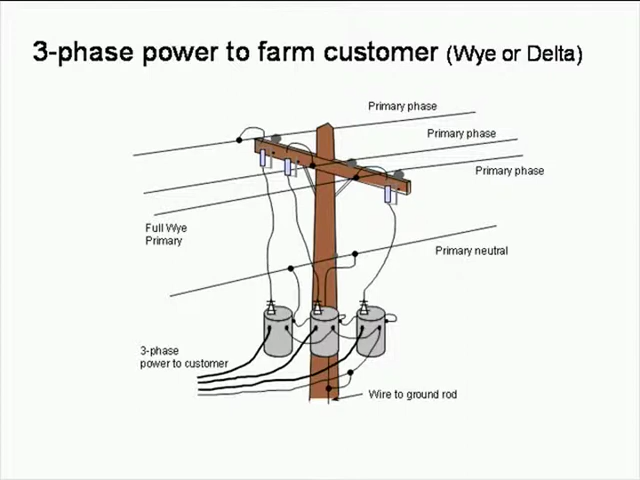 3-phase power to farm customer (Wye or Delta)
Primary phase
Primary phase
Primary phase
Full Wye
Primary
Primary neutral
3-phase
power to customer
Wire to ground rod